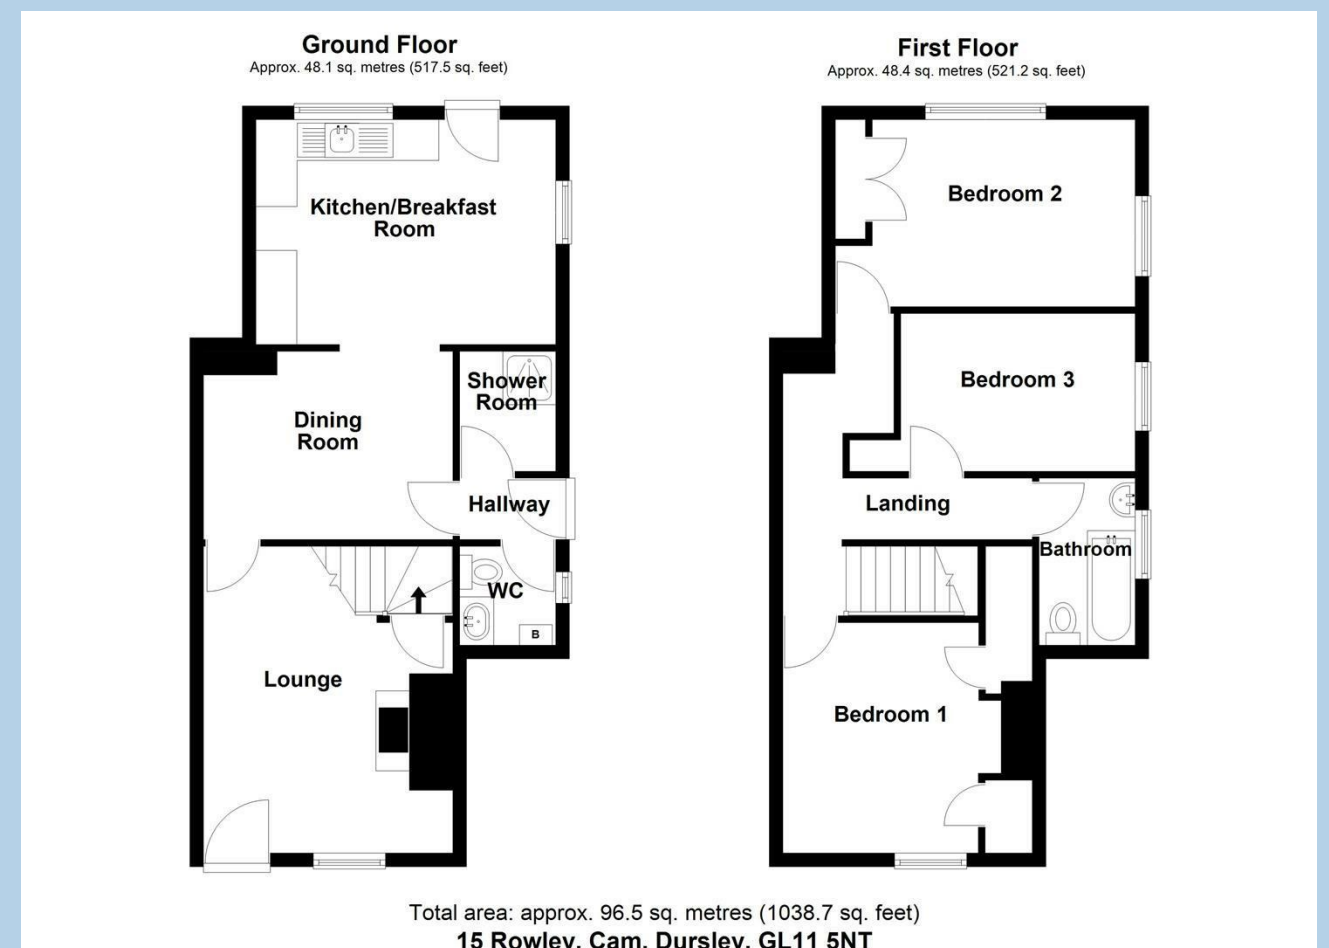 Ground Floor
Approx. 48.1 sq. metres (517.5 sq. feet)
Kitchen/Breakfast
Room
Shower
Room
Dining
Room
Hallway
WC
B
Lounge
First Floor
Approx. 48.4 sq. metres (521.2 sq. feet)
Bedroom 2
Bedroom 3
Landing
Bathroom
Bedroom 1
Total area: approx. 96.5 sq. metres (1038.7 sq. feet)
15 Rowley, Cam, Dursley, GL11 5NT